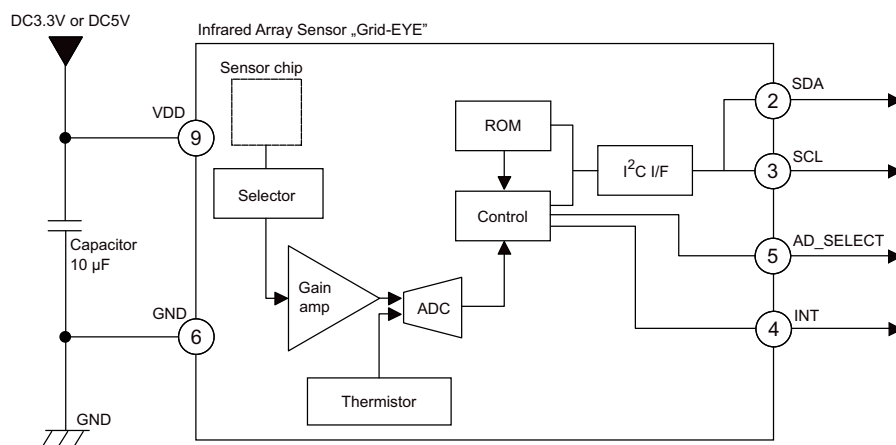 DC3.3V or DC5V
Infrared Array Sensor „Grid-EYE”
Sensor chip
SDA
2
VDD
9
ROM
SCL
3
I²C I/F
Selector
Control
Capacitor
10 µF
AD_SELECT
5
Gain
amp
ADC
GND
6
INT
4
Thermistor
GND